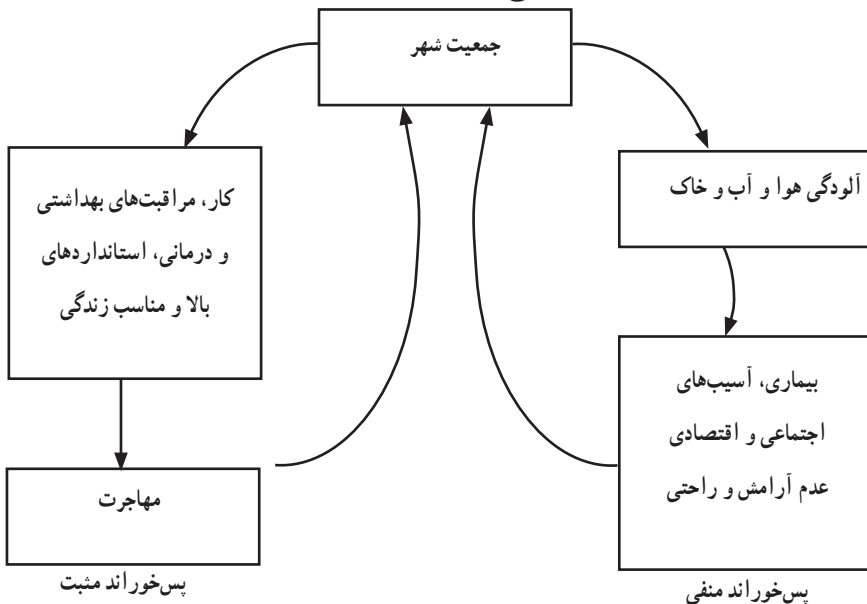 جمعیت شهر
آلودگی هوا و آب و خاک
بیماری، آسیب‌های
اجتماعی و اقتصادی
عدم آرامش و راحتی
پس‌خوراند منفی
کار، مراقبت‌های بهداشتی
و درمانی، استانداردهای
بالا و مناسب زندگی
مهاجرت
پس‌خوراند مثبت